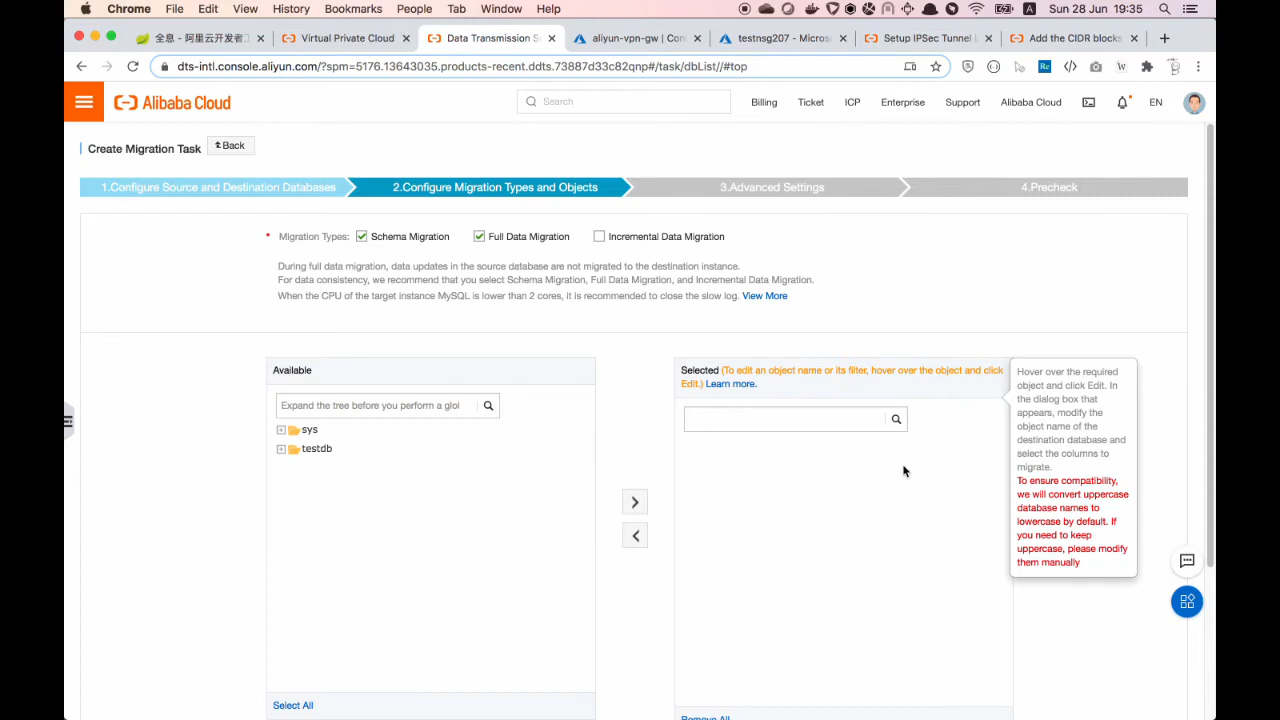 Chrome File Edit View History Bookmarks People Tab Window Help Sun 28 Jun 19:35
全息 - 阿里云开发者工 Virtual Private Cloud Data Transmission S aliyun-vpn-gw | Con testnsg207 - Micros Setup IPSec Tunnel b Add the CIDR blocks
dts-intl.console.aliyun.com/?spm=5176.13643035.products-recent.ddts.73887d33c82qnp#/task/dbList//#top
Alibaba Cloud Search Billing Ticket ICP Enterprise Support Alibaba Cloud EN
Create Migration Task Back
1.Configure Source and Destination Databases 2.Configure Migration Types and Objects 3.Advanced Settings 4.Precheck
* Migration Types: Schema Migration Full Data Migration Incremental Data Migration
During full data migration, data updates in the source database are not migrated to the destination instance.
For data consistency, we recommend that you select Schema Migration, Full Data Migration, and Incremental Data Migration.
When the CPU of the target instance MySQL is lower than 2 cores, it is recommended to close the slow log. View More
Available
Expand the tree before you perform a glol
sys
testdb
Select All
Selected (To edit an object name or its filter, hover over the object and click
Edit.) Learn more.
Remove All
Hover over the required
object and click Edit. In
the dialog box that
appears, modify the
object name of the
destination database and
select the columns to
migrate.
To ensure compatibility,
we will convert uppercase
database names to
lowercase by default. If
you need to keep
uppercase, please modify
them manually